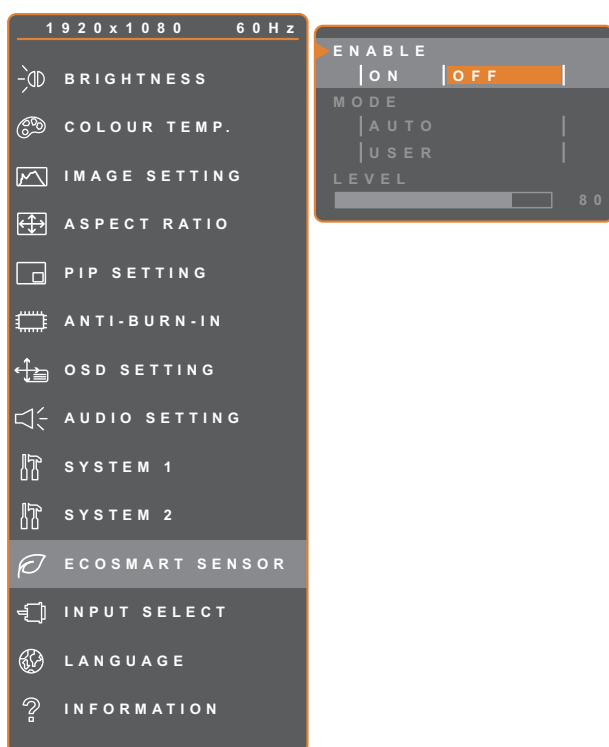 1920x1080 60Hz
BRIGHTNESS
COLOUR TEMP.
IMAGE SETTING
ASPECT RATIO
PIP SETTING
ANTI-BURN-IN
OSD SETTING
AUDIO SETTING
SYSTEM 1
SYSTEM 2
ECOSMART SENSOR
INPUT SELECT
LANGUAGE
INFORMATION
ENABLE
ON OFF
MODE
AUTO
USER
LEVEL
80